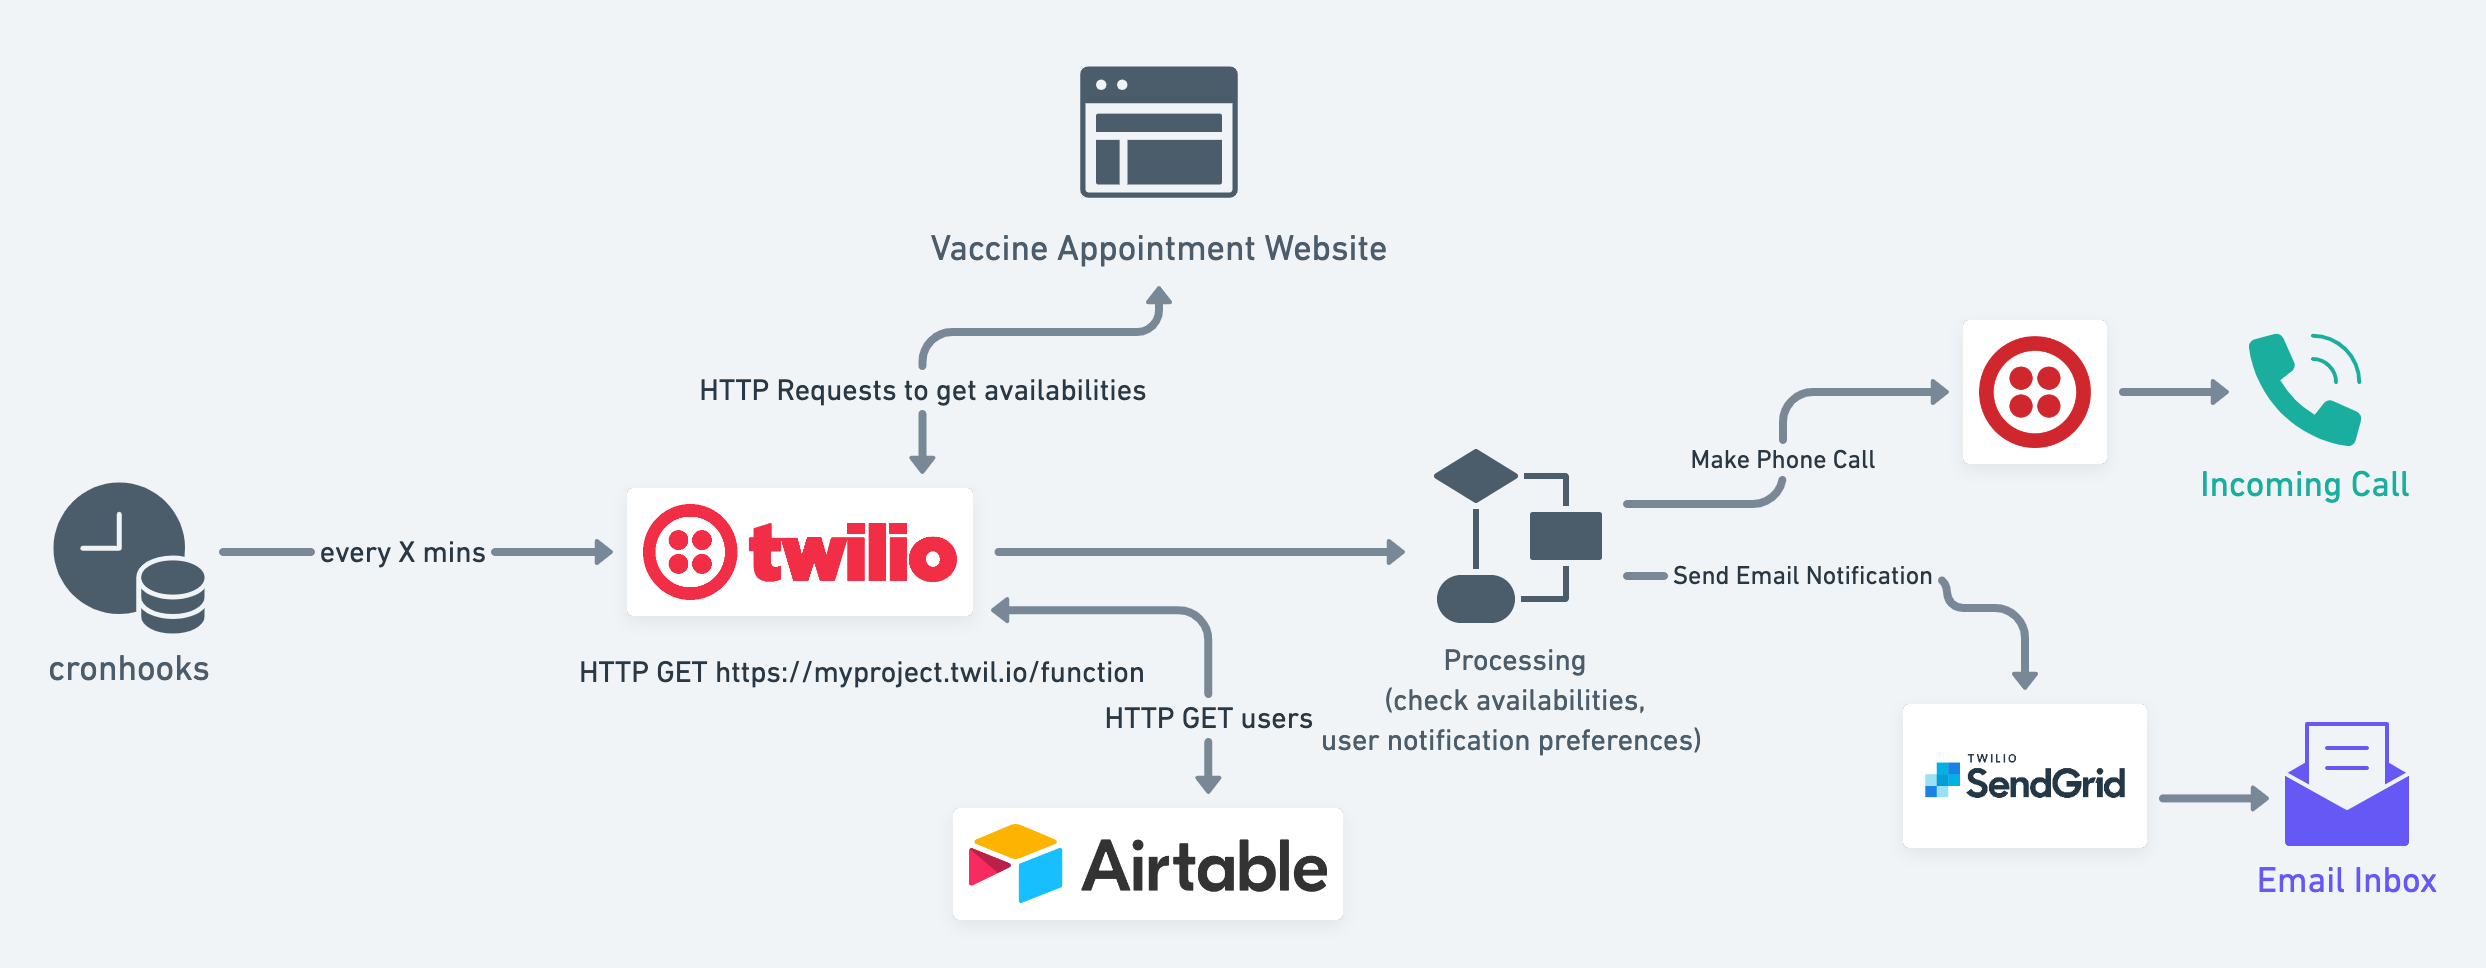 Vaccine Appointment Website
HTTP Requests to get availabilities
cronhooks
every X mins
twilio
HTTP GET https://myproject.twil.io/function
HTTP GET users
Airtable
Processing
(check availabilities,
user notification preferences)
Make Phone Call
Incoming Call
Send Email Notification
TWILIO
SendGrid
Email Inbox